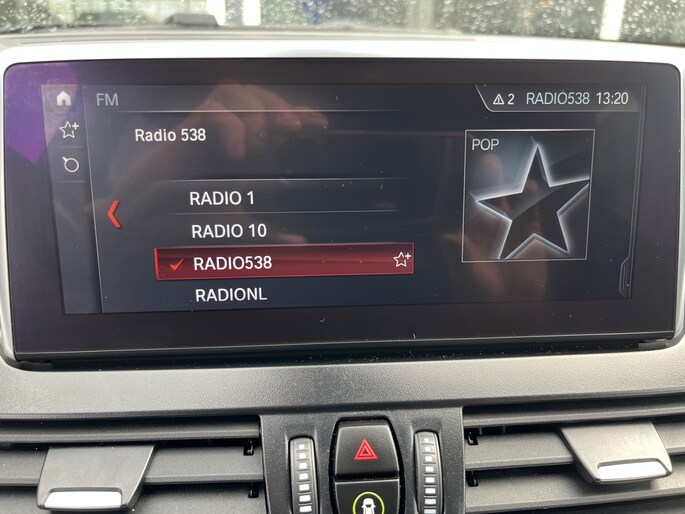 FM
2 RADIO538 13:20
Radio 538
POP
RADIO 1
RADIO 10
RADIO538
RADIONL